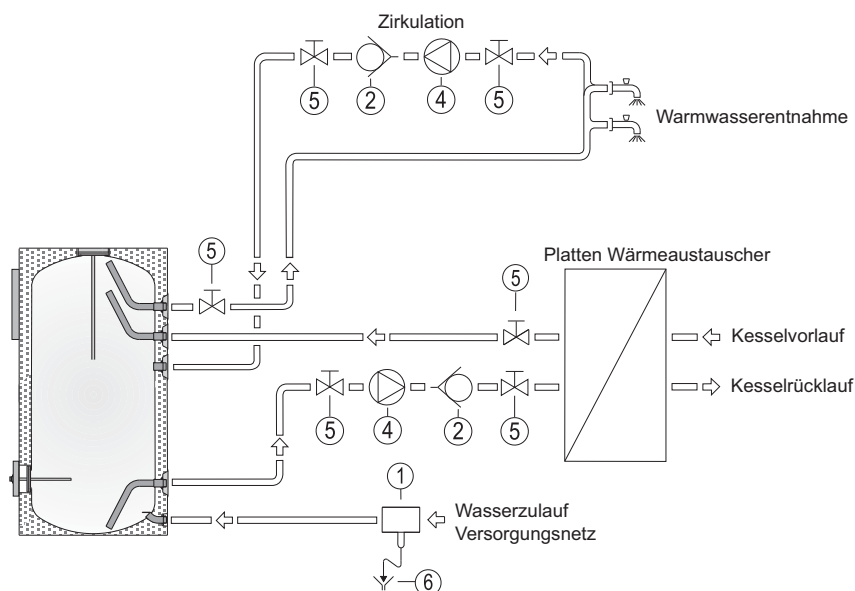 Zirkulation
5
2
4
5
Warmwasserentnahme
5
Platten Wärmeaustauscher
5
Kesselvorlauf
Kesselrücklauf
5
4
2
5
1
Wasserzulauf
Versorgungsnetz
6